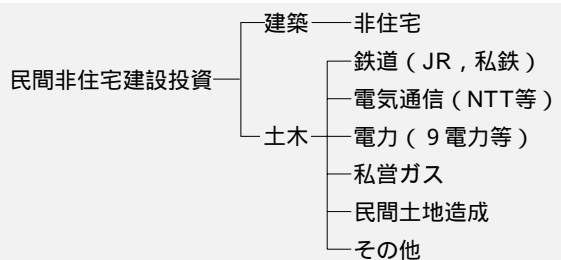 建築
非住宅
鉄道（JR，私鉄）
民間非住宅建設投資
電気通信（NTT等）
土木
電力（９電力等）
私営ガス
民間土地造成
その他